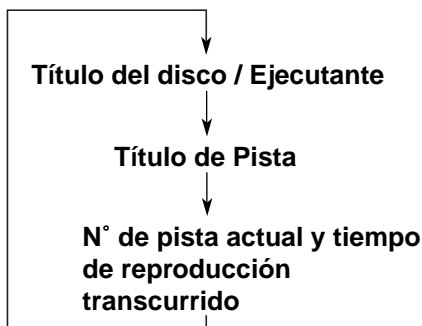 Título del disco / Ejecutante
Título de Pista
N˚ de pista actual y tiempo
de reproducción
transcurrido